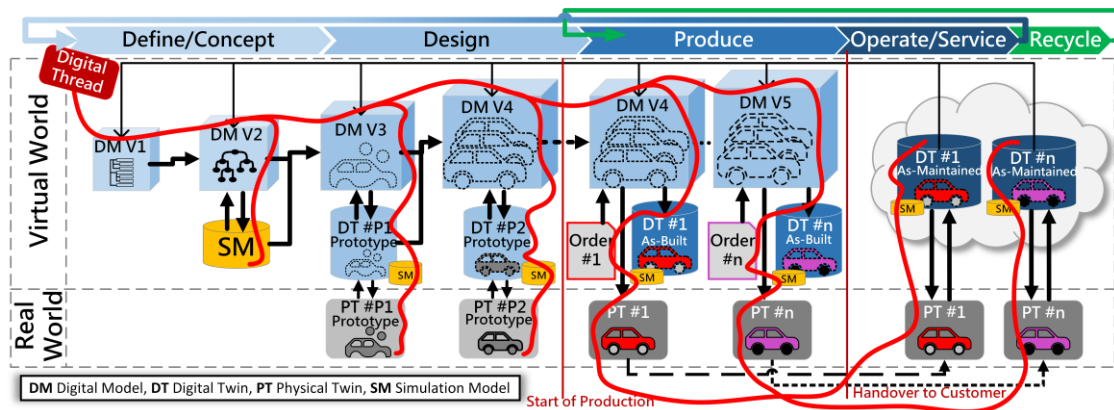 Define/Concept
Design
Produce
Operate/Service
Recycle
Digital
Thread
Virtual World
DM V1
DM V2
DM V3
DM V4
DM V4
DM V5
SM
DT #P1
Prototype
SM
DT #P2
Prototype
SM
Order
#1
DT #1
As-Built
SM
Order
#n
DT #n
As-Built
SM
DT #1
As-Maintained
SM
DT #n
As-Maintained
SM
Real
World
PT #P1
Prototype
PT #P2
Prototype
PT #1
PT #n
PT #1
PT #n
DM Digital Model, DT Digital Twin, PT Physical Twin, SM Simulation Model
Start of Production
Handover to Customer